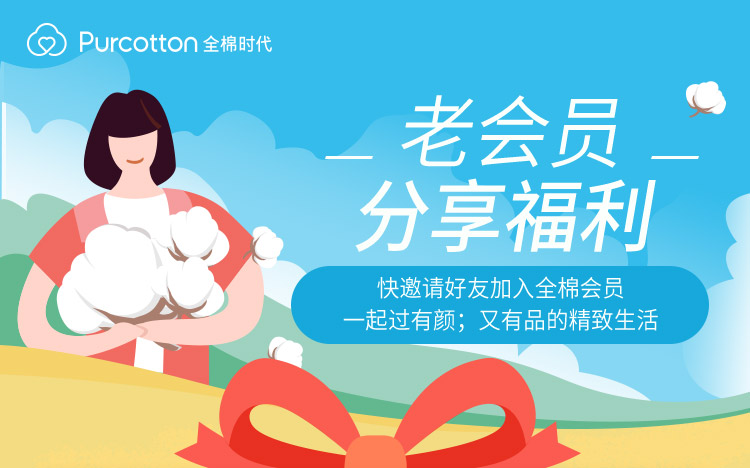 Purcotton 全棉时代
老会员
分享福利
快邀请好友加入全棉会员
一起过有颜；又有品的精致生活